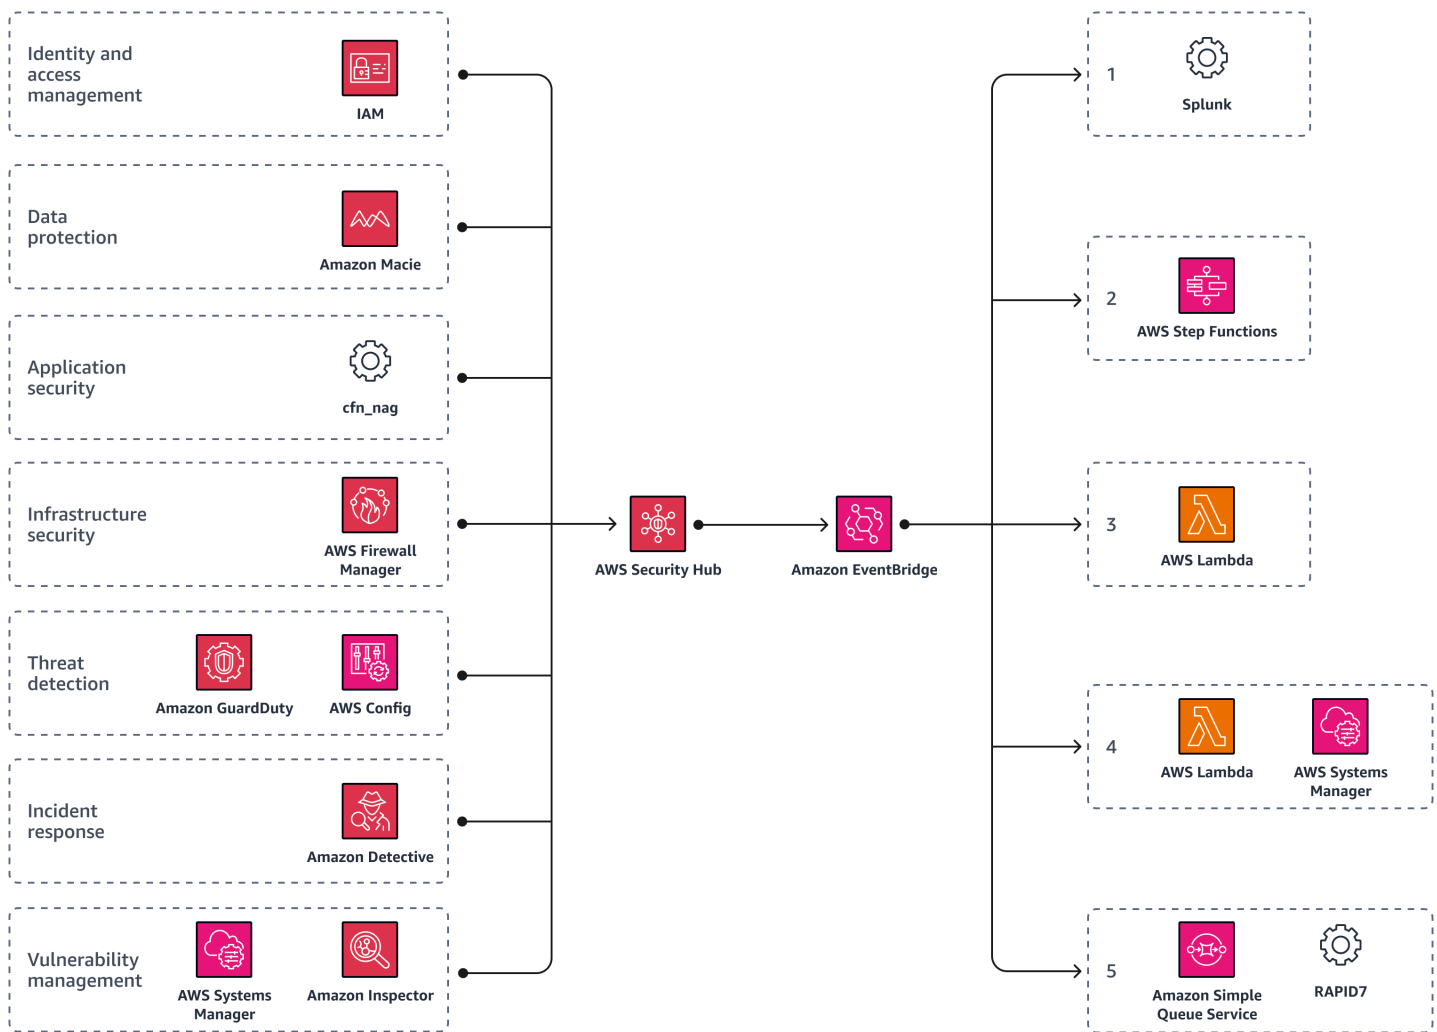 Identity and
access
management
IAM
Data
protection
Amazon Macie
Application
security
cfn_nag
Infrastructure
security
AWS Firewall
Manager
Threat
detection
Amazon GuardDuty
AWS Config
Incident
response
Amazon Detective
Vulnerability
management
AWS Systems
Manager
Amazon Inspector
AWS Security Hub
Amazon EventBridge
1
Splunk
2
AWS Step Functions
3
AWS Lambda
4
AWS Lambda
AWS Systems
Manager
5
Amazon Simple
Queue Service
RAPID7